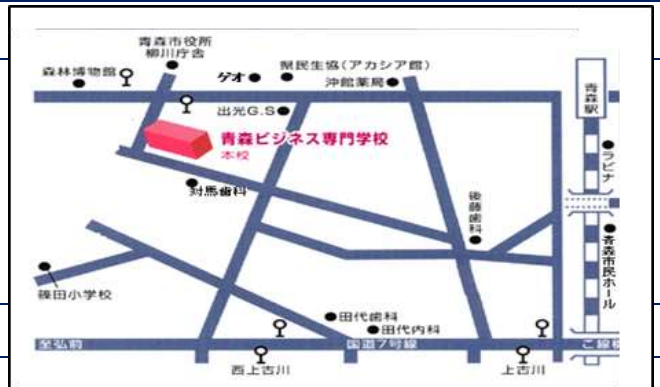 青森市役所
柳川庁舎
森林博物館
ゲオ
県民生協(アカシア館)
沖館薬局
出光G.S
青森駅
青森ビジネス専門学校
本校
ラビナ
対馬歯科
後藤歯科
青森市民ホール
篠田小学校
田代歯科
田代内科
至弘前
国道7号線
こ線橋
西上古川
上古川